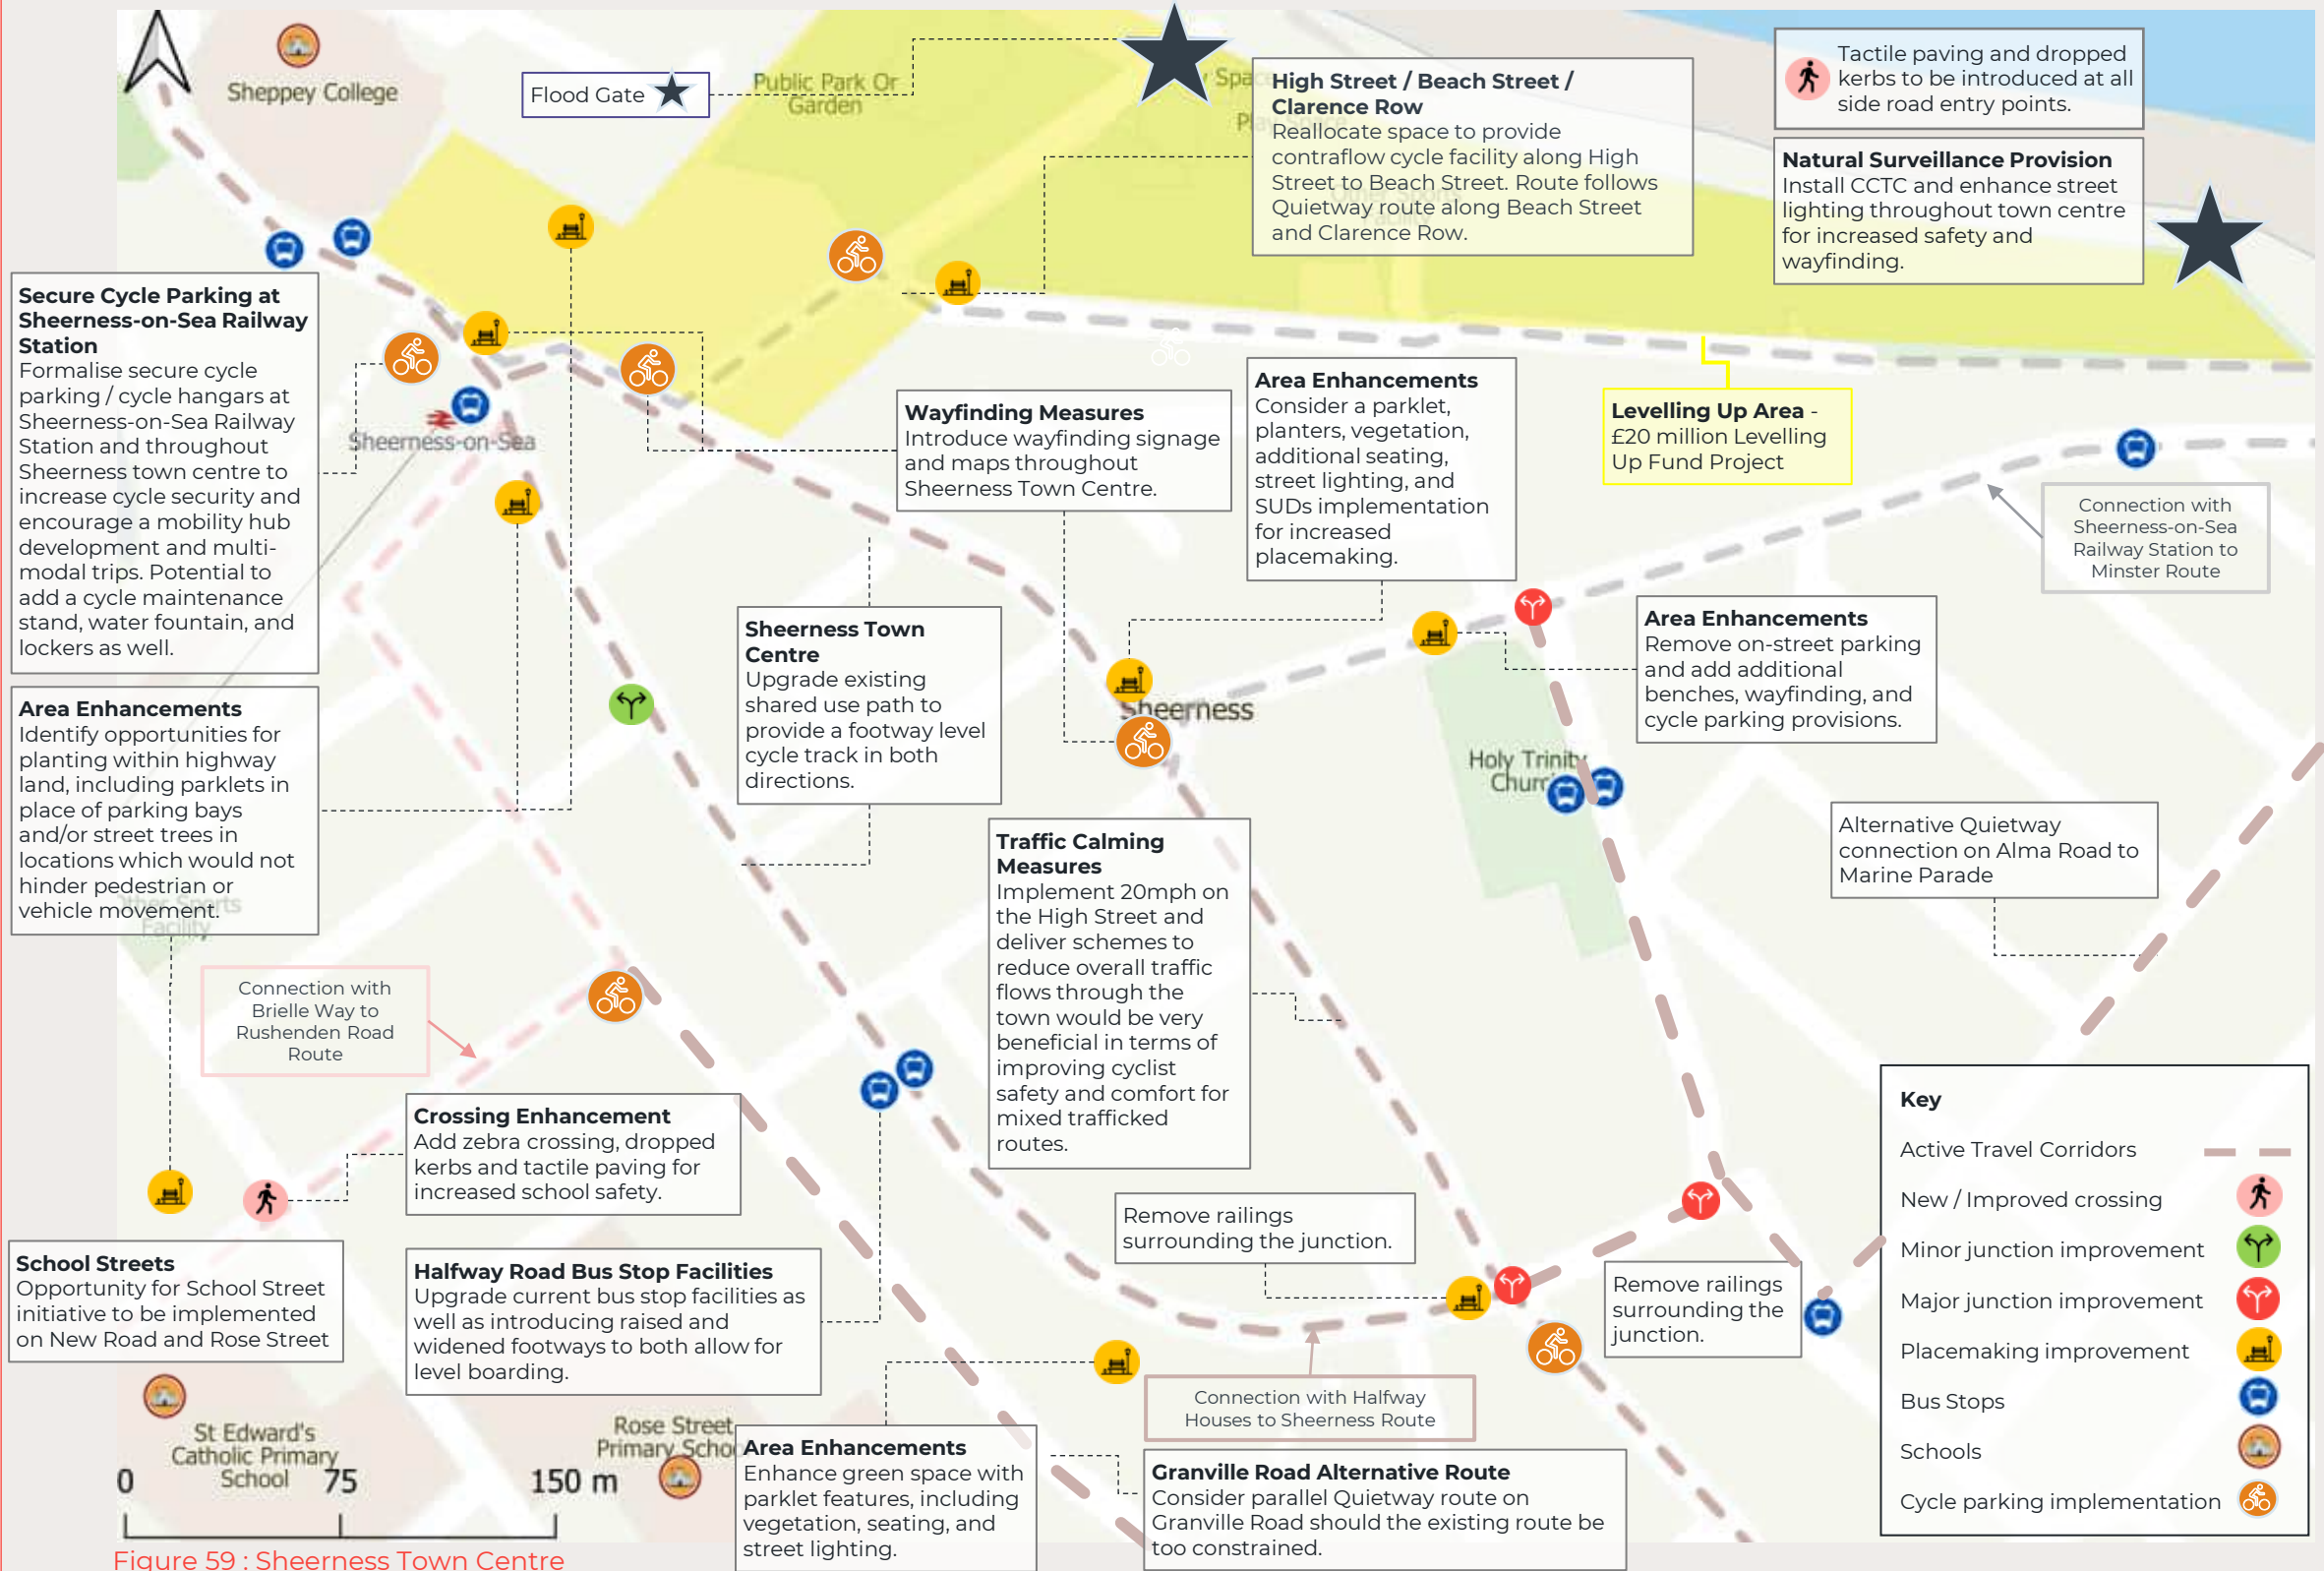 Sheppey College
Flood Gate
Public Park Or
Garden
High Street / Beach Street /
Clarence Row
Reallocate space to provide
contraflow cycle facility along High
Street to Beach Street. Route follows
Quietway route along Beach Street
and Clarence Row.
Tactile paving and dropped
kerbs to be introduced at all
side road entry points.
Natural Surveillance Provision
Install CCTC and enhance street
lighting throughout town centre
for increased safety and
wayfinding.
Secure Cycle Parking at
Sheerness-on-Sea Railway
Station
Formalise secure cycle
parking / cycle hangars at
Sheerness-on-Sea Railway
Station and throughout
Sheerness town centre to
increase cycle security and
encourage a mobility hub
development and multi-
modal trips. Potential to
add a cycle maintenance
stand, water fountain, and
lockers as well.
Sheerness-on-Sea
Wayfinding Measures
Introduce wayfinding signage
and maps throughout
Sheerness Town Centre.
Area Enhancements
Consider a parklet,
planters, vegetation,
additional seating,
street lighting, and
SUDs implementation
for increased
placemaking.
Levelling Up Area -
£20 million Levelling
Up Fund Project
Connection with
Sheerness-on-Sea
Railway Station to
Minster Route
Area Enhancements
Remove on-street parking
and add additional
benches, wayfinding, and
cycle parking provisions.
Sheerness Town
Centre
Upgrade existing
shared use path to
provide a footway level
cycle track in both
directions.
Sheerness
Holy Trinity
Area Enhancements
Identify opportunities for
planting within highway
land, including parklets in
place of parking bays
and/or street trees in
locations which would not
hinder pedestrian or
vehicle movement.
Other Sports
Facility
Traffic Calming
Measures
Implement 20mph on
the High Street and
deliver schemes to
reduce overall traffic
flows through the
town would be very
beneficial in terms of
improving cyclist
safety and comfort for
mixed trafficked
routes.
Alternative Quietway
connection on Alma Road to
Marine Parade
Connection with
Brielle Way to
Rushenden Road
Route
Crossing Enhancement
Add zebra crossing, dropped
kerbs and tactile paving for
increased school safety.
School Streets
Opportunity for School Street
initiative to be implemented
on New Road and Rose Street
Halfway Road Bus Stop Facilities
Upgrade current bus stop facilities as
well as introducing raised and
widened footways to both allow for
level boarding.
Remove railings
surrounding the junction.
Remove railings
surrounding the
junction.
Connection with Halfway
Houses to Sheerness Route
St Edward's
Catholic Primary
School
Rose Street
Primary School
Area Enhancements
Enhance green space with
parklet features, including
vegetation, seating, and
street lighting.
Granville Road Alternative Route
Consider parallel Quietway route on
Granville Road should the existing route be
too constrained.
Key
Active Travel Corridors
New / Improved crossing
Minor junction improvement
Major junction improvement
Placemaking improvement
Bus Stops
Schools
Cycle parking implementation
0 75 150 m
Figure 59 : Sheerness Town Centre